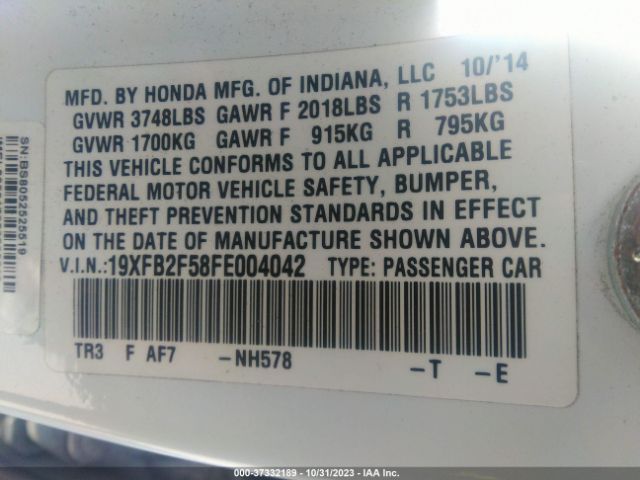 MFD. BY HONDA MFG. OF INDIANA, LLC 10/'14
GVWR 3748LBS GAWR F 2018LBS R 1753LBS
GVWR 1700KG GAWR F 915KG R 795KG
THIS VEHICLE CONFORMS TO ALL APPLICABLE
FEDERAL MOTOR VEHICLE SAFETY, BUMPER,
AND THEFT PREVENTION STANDARDS IN EFFECT
ON THE DATE OF MANUFACTURE SHOWN ABOVE.
V.I.N.:19XFB2F58FE004042 TYPE: PASSENGER CAR
TR3 F AF7 -NH578 -T -E
SN:BS8052525519
000-37332189 - 10/31/2023 - IAA Inc.